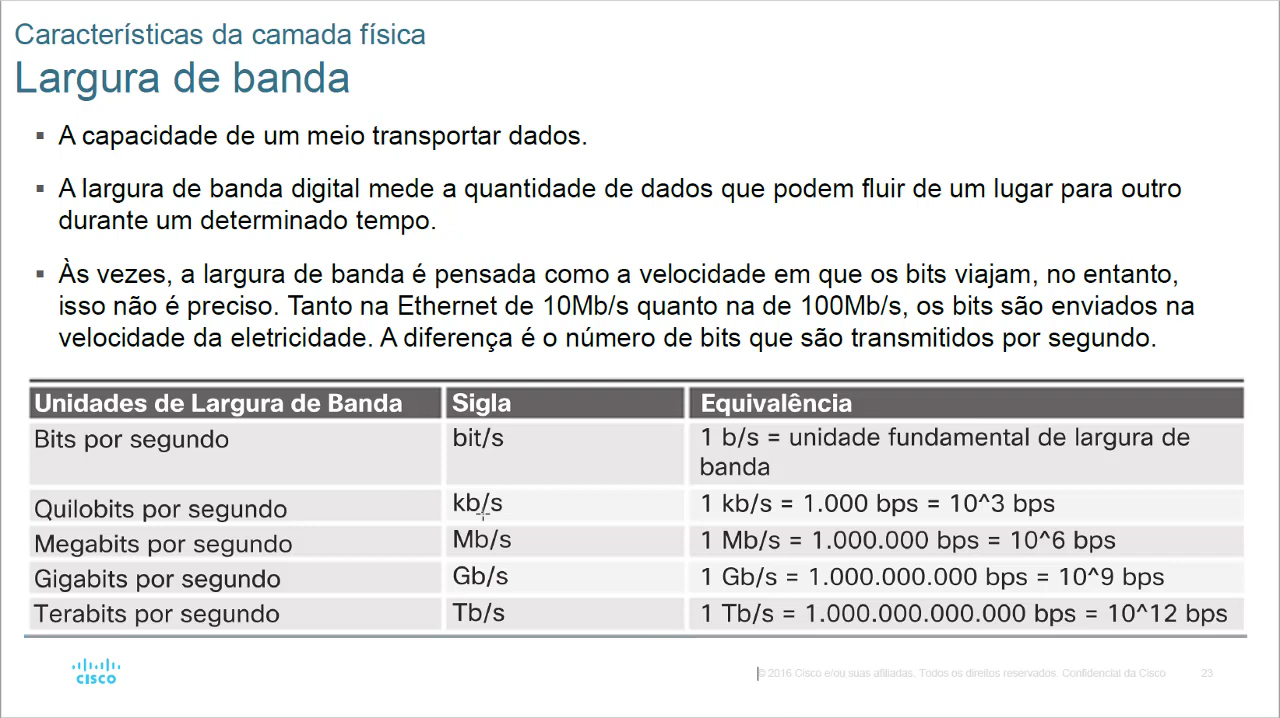 Características da camada física
Largura de banda
▪ A capacidade de um meio transportar dados.
▪ A largura de banda digital mede a quantidade de dados que podem fluir de um lugar para outro
durante um determinado tempo.
▪ Às vezes, a largura de banda é pensada como a velocidade em que os bits viajam, no entanto,
isso não é preciso. Tanto na Ethernet de 10Mb/s quanto na de 100Mb/s, os bits são enviados na
velocidade da eletricidade. A diferença é o número de bits que são transmitidos por segundo.
Unidades de Largura de Banda Sigla Equivalência
Bits por segundo bit/s 1 b/s = unidade fundamental de largura de
banda
Quilobits por segundo kb/s 1 kb/s = 1.000 bps = 10^3 bps
Megabits por segundo Mb/s 1 Mb/s = 1.000.000 bps = 10^6 bps
Gigabits por segundo Gb/s 1 Gb/s = 1.000.000.000 bps = 10^9 bps
Terabits por segundo Tb/s 1 Tb/s = 1.000.000.000.000 bps = 10^12 bps
CISCO
© 2016 Cisco e/ou suas afiliadas. Todos os direitos reservados. Confidencial da Cisco 23